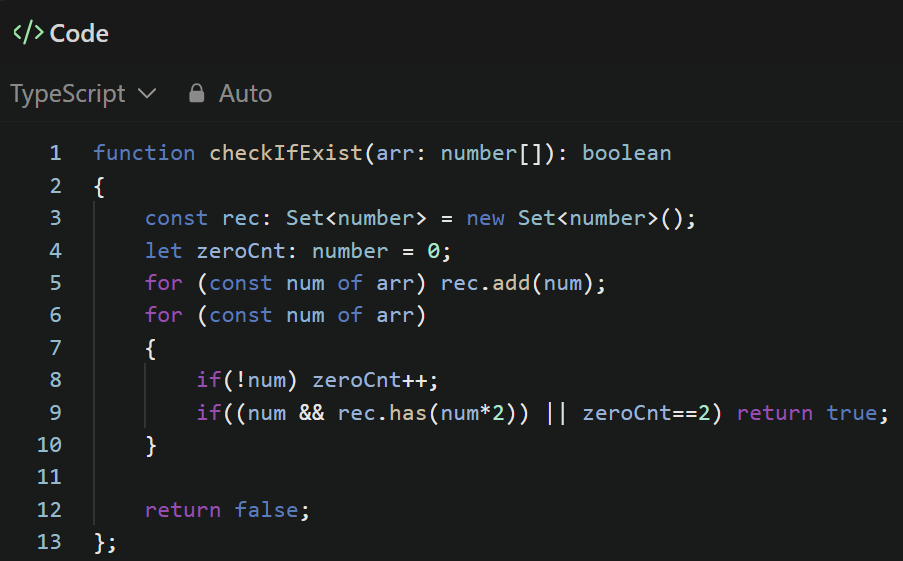 </> Code
TypeScript Auto
1 function checkIfExist(arr: number[]): boolean
2 {
3     const rec: Set<number> = new Set<number>();
4     let zeroCnt: number = 0;
5     for (const num of arr) rec.add(num);
6     for (const num of arr)
7     {
8         if(!num) zeroCnt++;
9         if((num && rec.has(num*2)) || zeroCnt==2) return true;
10     }
11
12     return false;
13 };